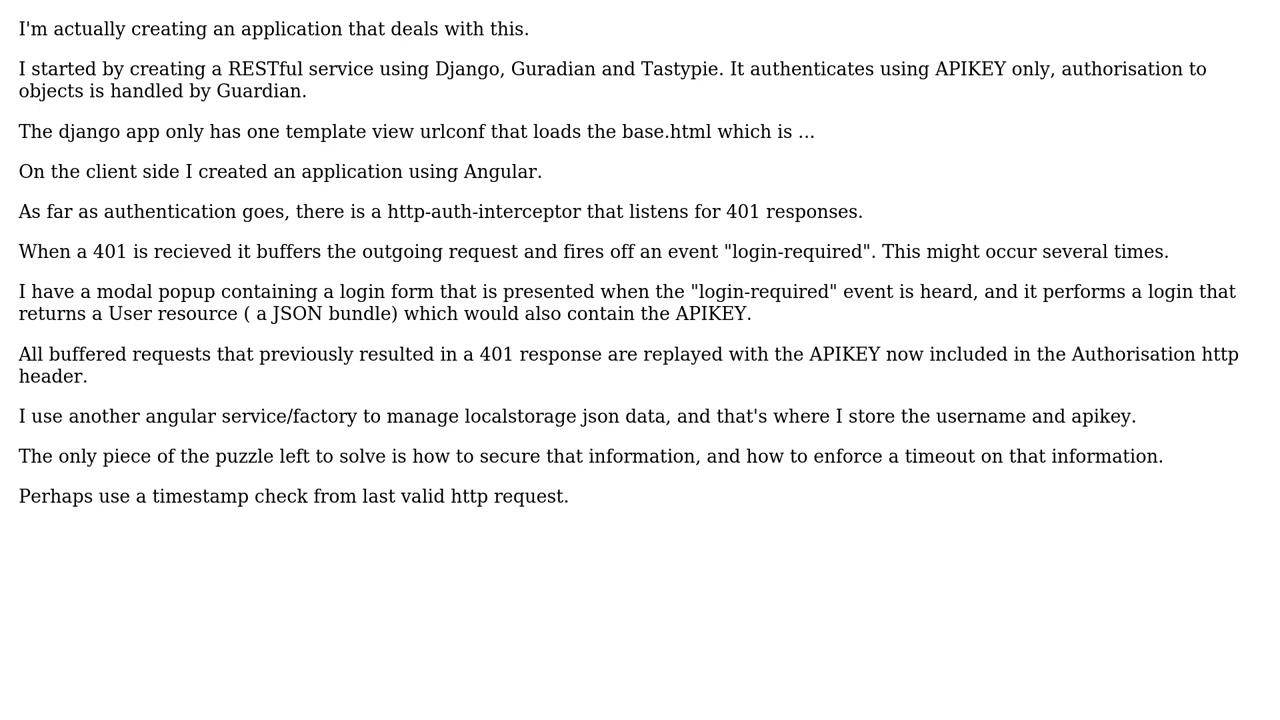 I'm actually creating an application that deals with this.
I started by creating a RESTful service using Django, Guradian and Tastypie. It authenticates using APIKEY only, authorisation to
objects is handled by Guardian.
The django app only has one template view urlconf that loads the base.html which is ...
On the client side I created an application using Angular.
As far as authentication goes, there is a http-auth-interceptor that listens for 401 responses.
When a 401 is recieved it buffers the outgoing request and fires off an event "login-required". This might occur several times.
I have a modal popup containing a login form that is presented when the "login-required" event is heard, and it performs a login that
returns a User resource ( a JSON bundle) which would also contain the APIKEY.
All buffered requests that previously resulted in a 401 response are replayed with the APIKEY now included in the Authorisation http
header.
I use another angular service/factory to manage localstorage json data, and that's where I store the username and apikey.
The only piece of the puzzle left to solve is how to secure that information, and how to enforce a timeout on that information.
Perhaps use a timestamp check from last valid http request.